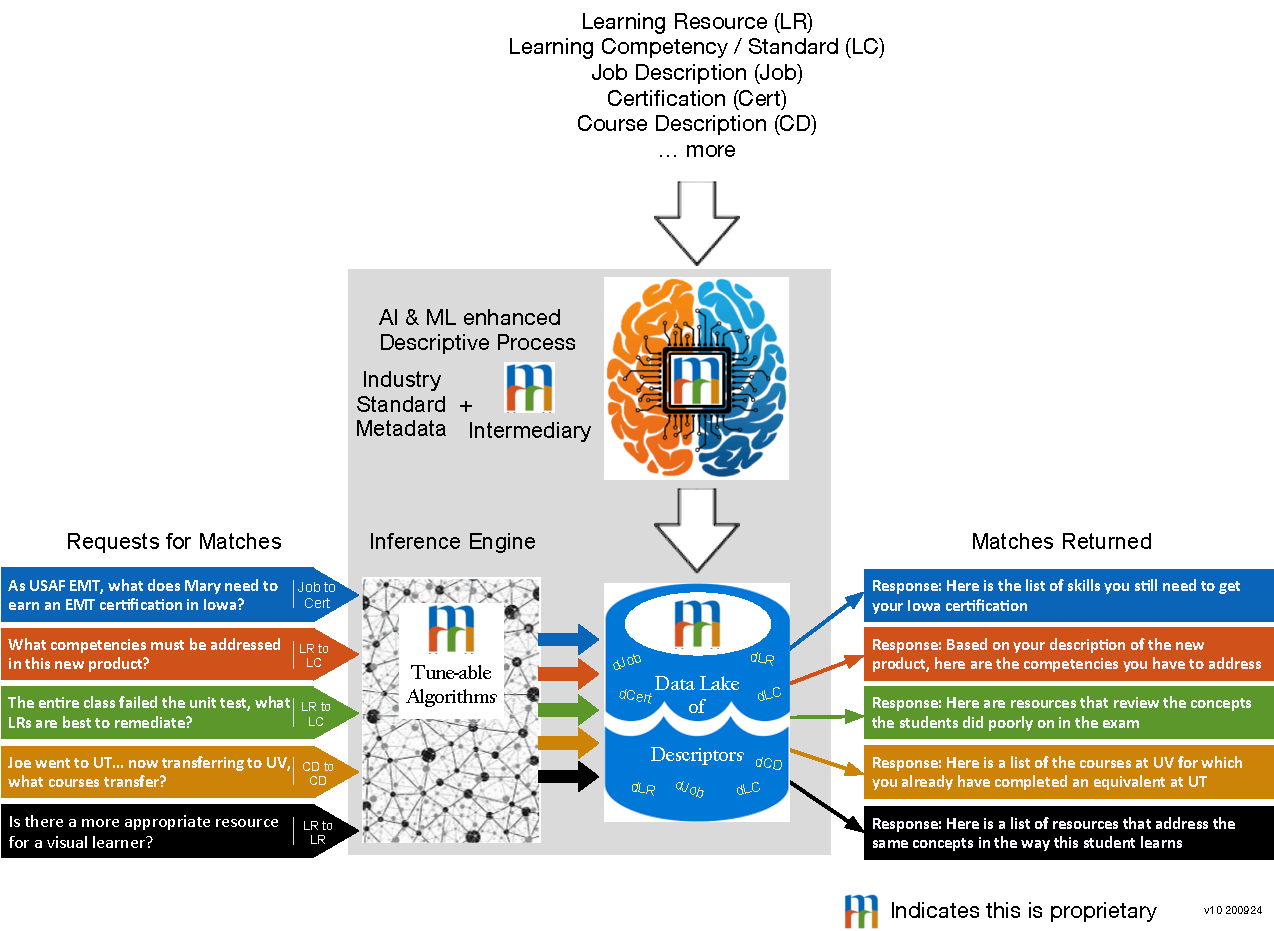 Learning Resource (LR)
Learning Competency / Standard (LC)
Job Description (Job)
Certification (Cert)
Course Description (CD)
… more
AI & ML enhanced
Descriptive Process
Industry
Standard
Metadata
+
Intermediary
Requests for Matches
Inference Engine
Matches Returned
As USAF EMT, what does Mary need to
earn an EMT certification in Iowa?
Job to
Cert
What competencies must be addressed
in this new product?
LR to
LC
The entire class failed the unit test, what
LRs are best to remediate?
LR to
LC
Joe went to UT... now transferring to UV,
what courses transfer?
CD to
CD
Is there a more appropriate resource
for a visual learner?
LR to
LR
Tune-able
Algorithms
dJob
dLR
dCert
Data Lake
dLC
of
Descriptors
dCD
dLR
dJob
dLC
Response: Here is the list of skills you still need to get
your Iowa certification
Response: Based on your description of the new
product, here are the competencies you have to address
Response: Here are resources that review the concepts
the students did poorly on in the exam
Response: Here is a list of the courses at UV for which
you already have completed an equivalent at UT
Response: Here is a list of resources that address the
same concepts in the way this student learns
Indicates this is proprietary
v10 200924